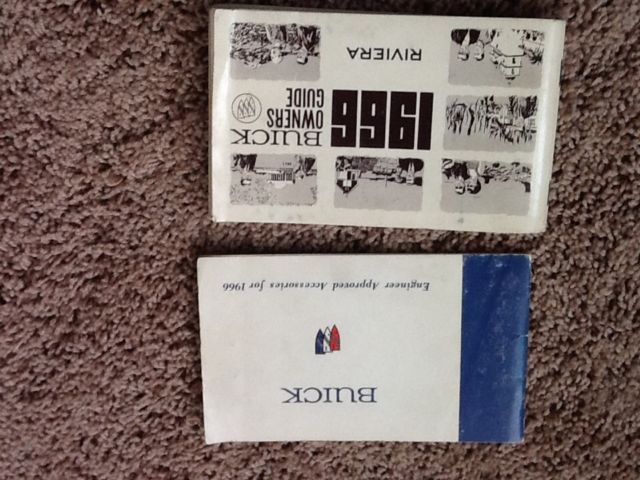 BUICK
Engineer Approved Accessories for 1966
BUICK
OWNERS
GUIDE
1966
RIVIERA